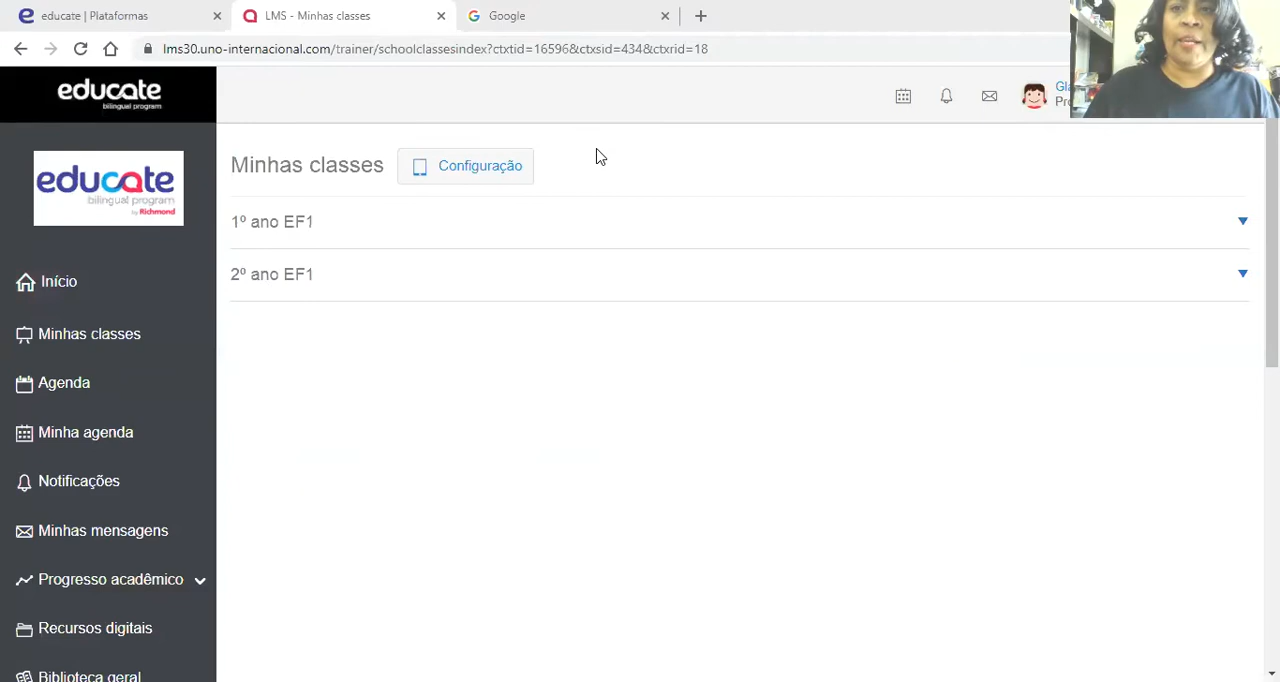 educate | Plataformas
LMS - Minhas classes
Google
lms30.uno-internacional.com/trainer/schoolclassesindex?ctxtid=16596&ctxsid=434&ctxrid=18
educate
bilingual program
educate
bilingual program
by Richmond
Início
Minhas classes
Agenda
Minha agenda
Notificações
Minhas mensagens
Progresso acadêmico
Recursos digitais
Biblioteca geral
Minhas classes
Configuração
1º ano EF1
2º ano EF1